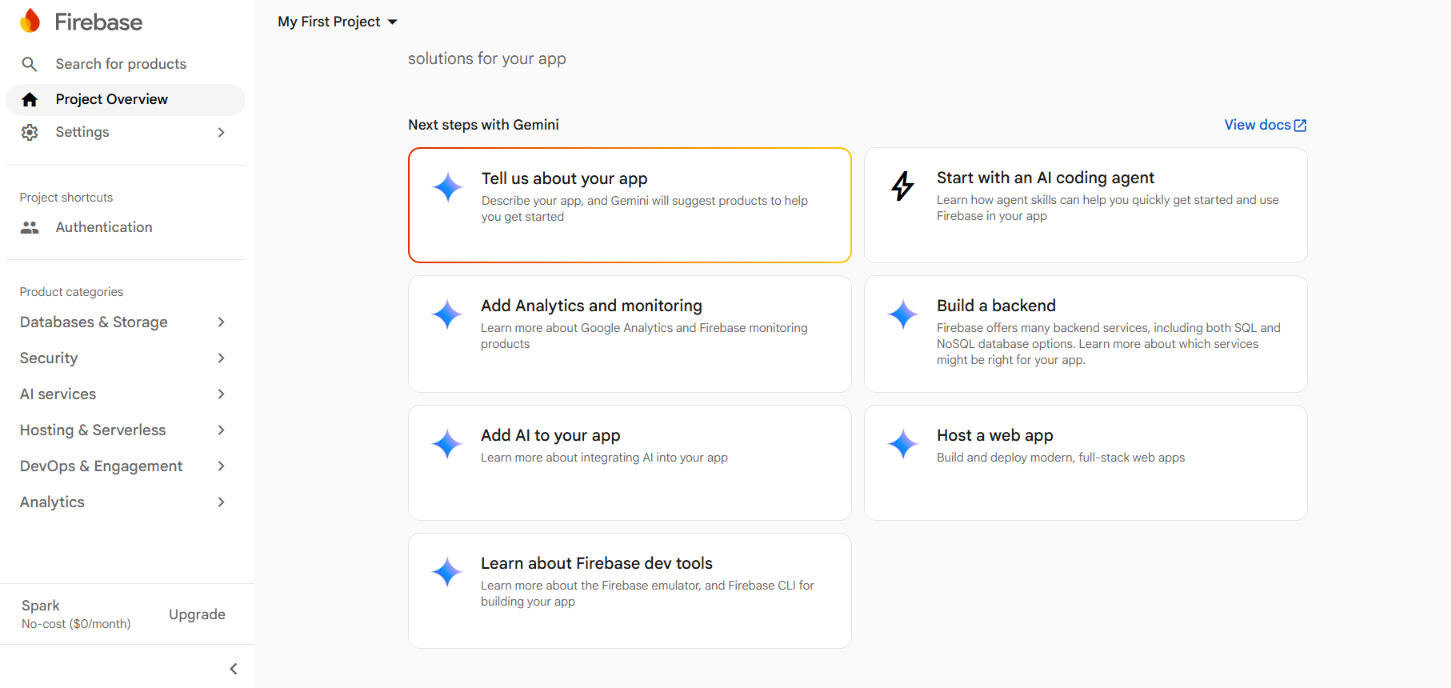 Firebase
Search for products
Project Overview
Settings
Project shortcuts
Authentication
Product categories
Databases & Storage
Security
AI services
Hosting & Serverless
DevOps & Engagement
Analytics
Spark
No-cost ($0/month)
Upgrade
My First Project
solutions for your app
Next steps with Gemini
View docs
Tell us about your app
Describe your app, and Gemini will suggest products to help
you get started
Start with an AI coding agent
Learn how agent skills can help you quickly get started and use
Firebase in your app
Add Analytics and monitoring
Learn more about Google Analytics and Firebase monitoring
products
Build a backend
Firebase offers many backend services, including both SQL and
NoSQL database options. Learn more about which services
might be right for your app.
Add AI to your app
Learn more about integrating AI into your app
Host a web app
Build and deploy modern, full-stack web apps
Learn about Firebase dev tools
Learn more about the Firebase emulator, and Firebase CLI for
building your app